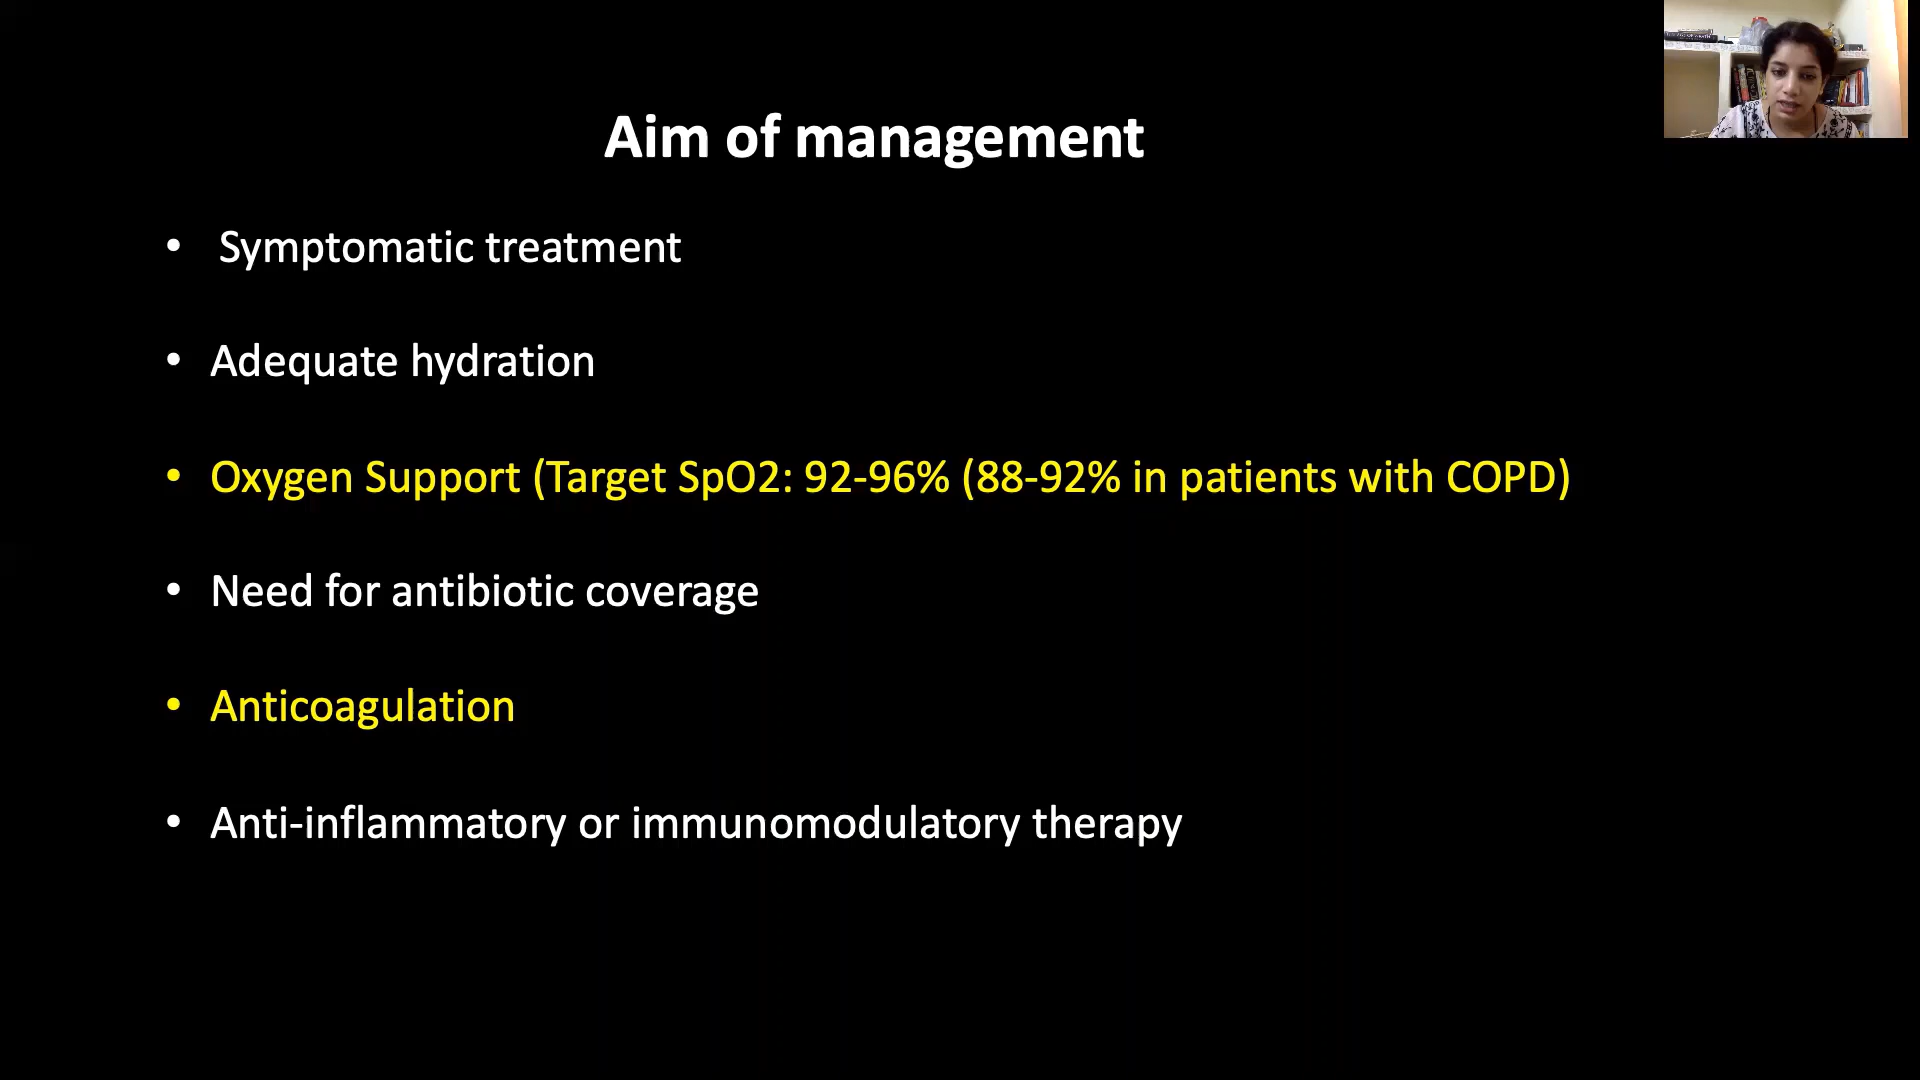 Aim of management
• Symptomatic treatment
• Adequate hydration
• Oxygen Support (Target SpO2: 92-96% (88-92% in patients with COPD)
• Need for antibiotic coverage
• Anticoagulation
• Anti-inflammatory or immunomodulatory therapy